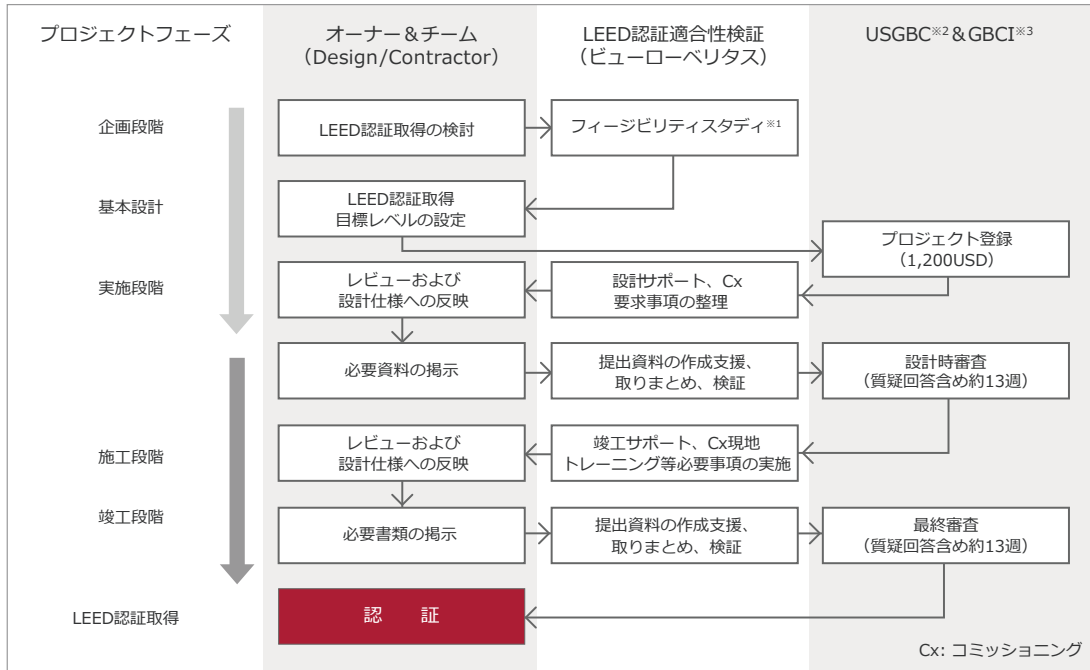 プロジェクトフェーズ
オーナー＆チーム
（Design/Contractor）
LEED認証適合性検証
（ビューローベリタス）
USGBC※2＆GBCI※3
企画段階
LEED認証取得の検討
フィージビリティスタディ※1
基本設計
LEED認証取得
目標レベルの設定
プロジェクト登録
（1,200USD）
実施段階
レビューおよび
設計仕様への反映
設計サポート、Cx
要求事項の整理
必要資料の掲示
提出資料の作成支援、
取りまとめ、検証
設計時審査
（質疑回答含め約13週）
施工段階
レビューおよび
設計仕様への反映
竣工サポート、Cx現地
トレーニング等必要事項の実施
竣工段階
必要書類の掲示
提出資料の作成支援、
取りまとめ、検証
最終審査
（質疑回答含め約13週）
LEED認証取得
認　証
Cx: コミッショニング